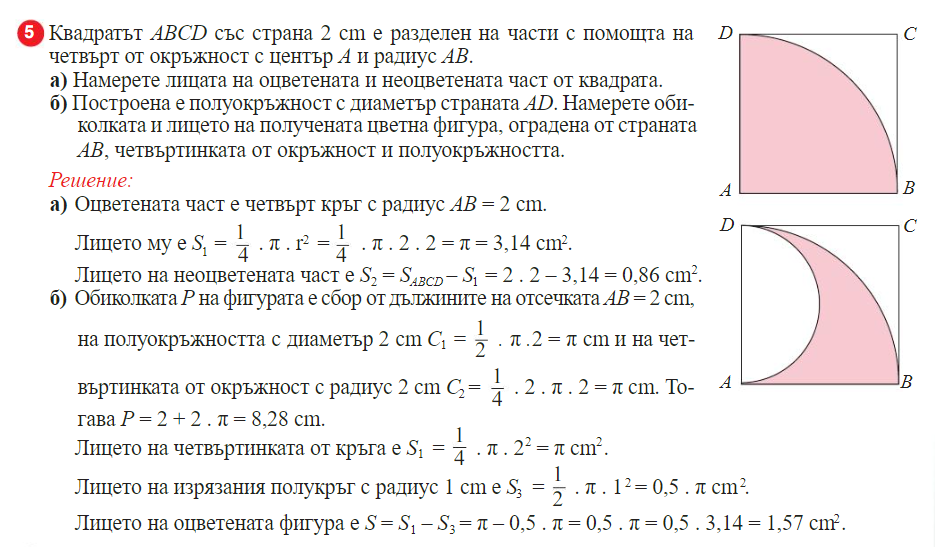 5 Квадратът ABCD със страна 2 cm е разделен на части с помощта на
четвърт от окръжност с център A и радиус AB.
а) Намерете лицата на оцветената и неоцветената част от квадрата.
б) Построена е полуокръжност с диаметър страната AD. Намерете оби-
колката и лицето на получената цветна фигура, оградена от страната
AB, четвъртинката от окръжност и полуокръжността.
Решение:
а) Оцветената част е четвърт кръг с радиус AB = 2 cm.
Лицето му е S₁ = 1/4 . π . r² = 1/4 . π . 2 . 2 = π = 3,14 cm².
Лицето на неоцветената част е S₂ = S_ABCD – S₁ = 2 . 2 – 3,14 = 0,86 cm².
б) Обиколката P на фигурата е сбор от дължините на отсечката AB = 2 cm,
на полуокръжността с диаметър 2 cm C₁ = 1/2 . π .2 = π cm и на чет-
въртинката от окръжност с радиус 2 cm C₂ = 1/4 . 2 . π . 2 = π cm. То-
гава P = 2 + 2 . π = 8,28 cm.
Лицето на четвъртинката от кръга е S₁ = 1/4 . π . 2² = π cm².
Лицето на изрязания полукръг с радиус 1 cm е S₃ = 1/2 . π . 1² = 0,5 . π cm².
Лицето на оцветената фигура е S = S₁ – S₃ = π – 0,5 . π = 0,5 . π = 0,5 . 3,14 = 1,57 cm².
D C
A B
D C
A B